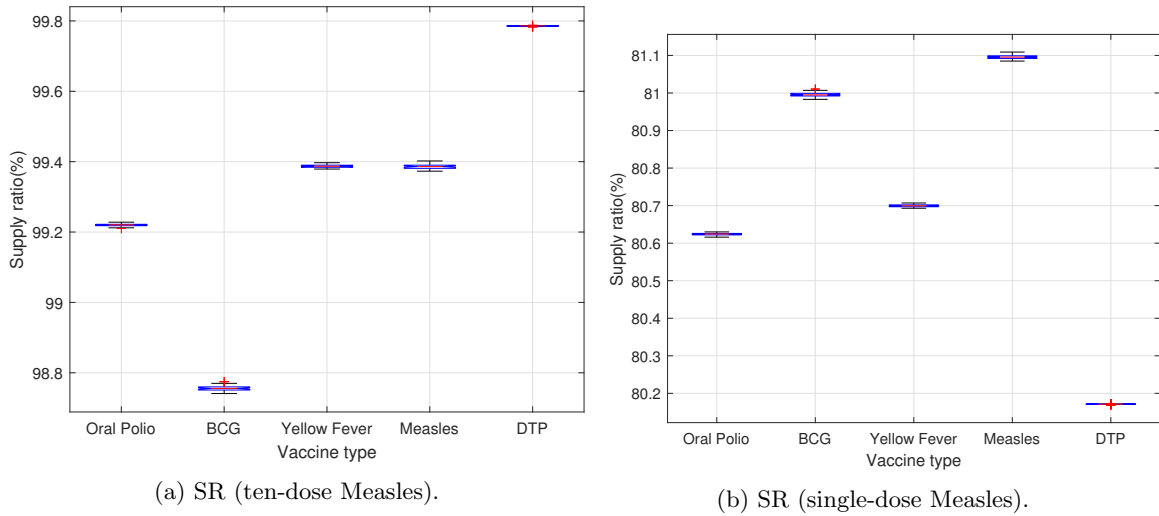 99.8
99.6
99.4
99.2
99
98.8
Supply ratio(%)
Oral Polio BCG Yellow Fever Measles DTP
Vaccine type
(a) SR (ten-dose Measles).
81.1
81
80.9
80.8
80.7
80.6
80.5
80.4
80.3
80.2
Supply ratio(%)
Oral Polio BCG Yellow Fever Measles DTP
Vaccine type
(b) SR (single-dose Measles).